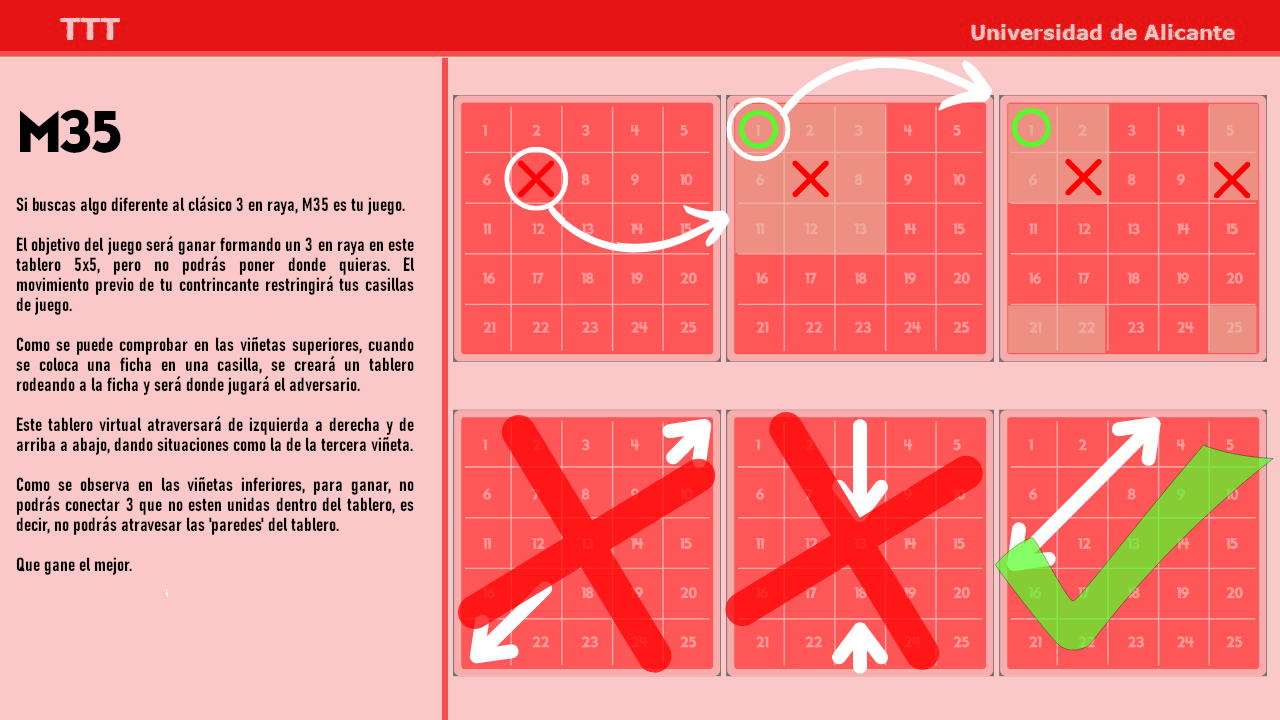 TTT
Universidad de Alicante
M35
Si buscas algo diferente al clásico 3 en raya, M35 es tu juego.
El objetivo del juego será ganar formando un 3 en raya en este
tablero 5x5, pero no podrás poner donde quieras. El
movimiento previo de tu contrincante restringirá tus casillas
de juego.
Como se puede comprobar en las viñetas superiores, cuando
se coloca una ficha en una casilla, se creará un tablero
rodeando a la ficha y será donde jugará el adversario.
Este tablero virtual atraversará de izquierda a derecha y de
arriba a abajo, dando situaciones como la de la tercera viñeta.
Como se observa en las viñetas inferiores, para ganar, no
podrás conectar 3 que no esten unidas dentro del tablero, es
decir, no podrás atravesar las 'paredes' del tablero.
Que gane el mejor.
1 2 3 4 5
6 8 9 10
11 12 13 14 15
16 17 18 19 20
21 22 23 24 25
1 2 3 4 5
6 8 9 10
11 12 13 14 15
16 17 18 19 20
21 22 23 24 25
1 2 3 4 5
6 8 9
11 12 13 14 15
16 17 18 19 20
21 22 23 24 25
1 3 4
6 8 9 10
11 12 13 14 15
16 18 19 20
22 23 24 25
1 2 4 5
6 7 9 10
11 12 13 14 15
16 17 18 19 20
21 22 24 25
1 2 3 5
6 8 9 10
12 13 14 15
16 17 18 19 20
21 22 23 24 25